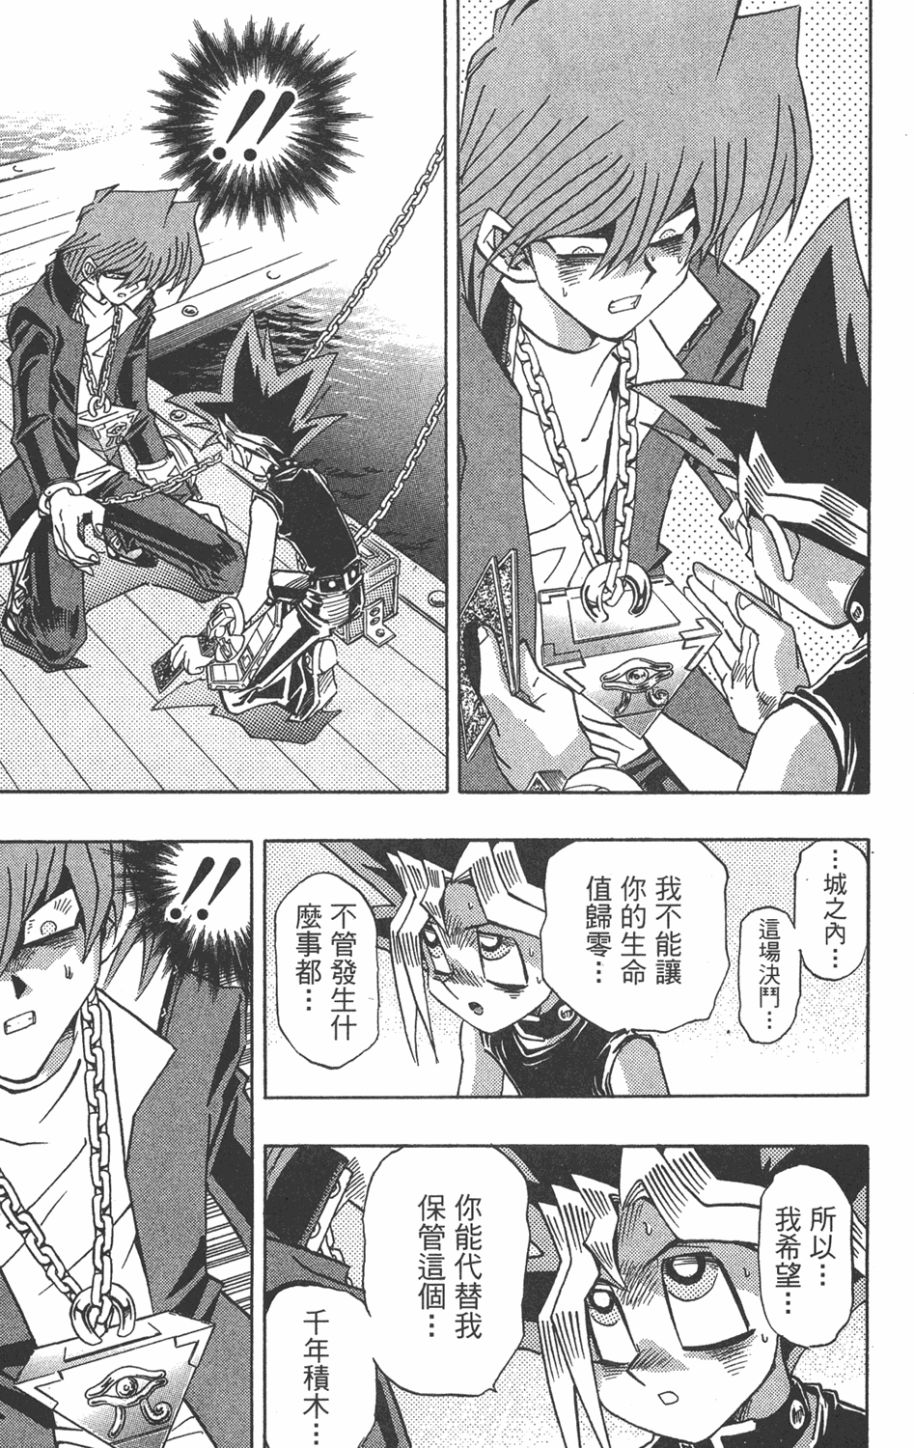 !!
…城之內…
這場決鬥…
我不能讓
你的生命
值歸零…
不管發生什
麼事都…
!!
所以…
我希望…
你能代替我
保管這個…
千年積木…